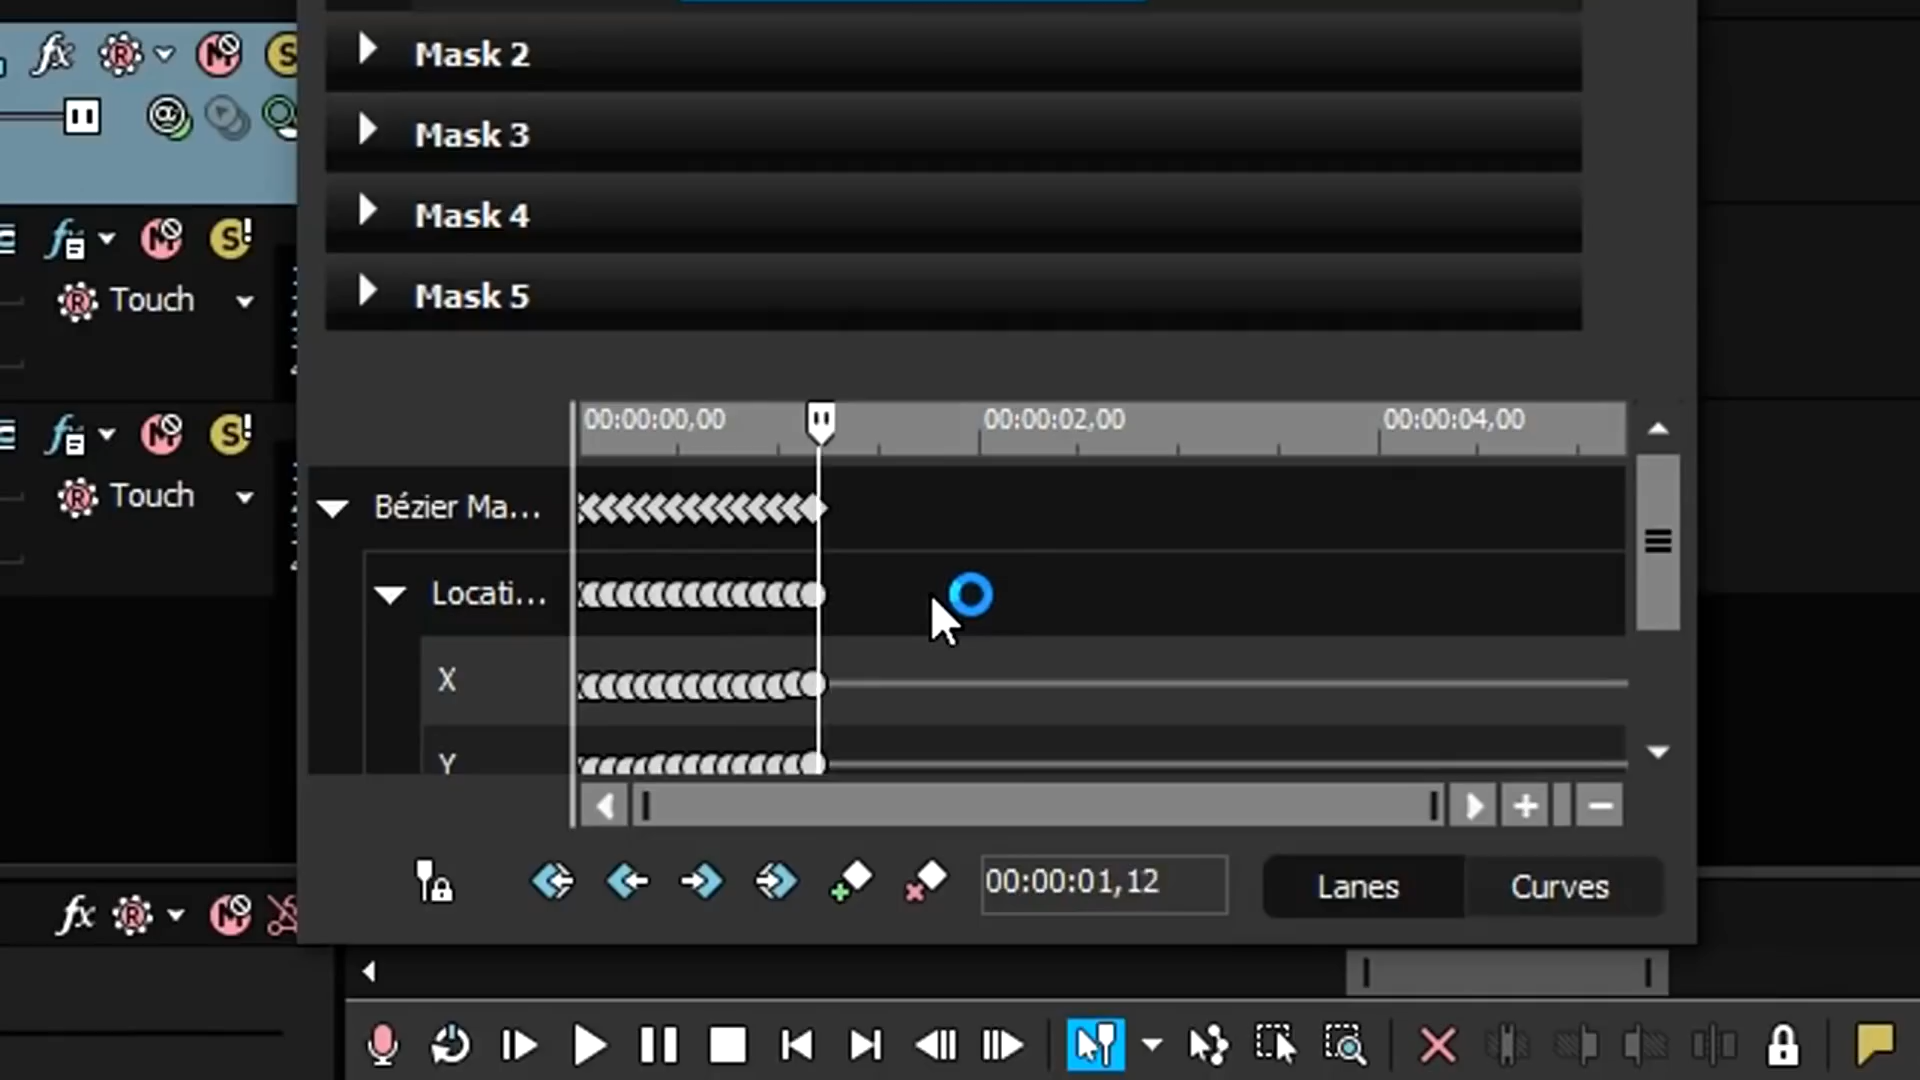 Mask 2
Mask 3
Mask 4
Mask 5
Touch
Touch
00:00:00,00
00:00:02,00
00:00:04,00
Bézier Ma...
Locati...
X
Y
00:00:01,12
Lanes
Curves